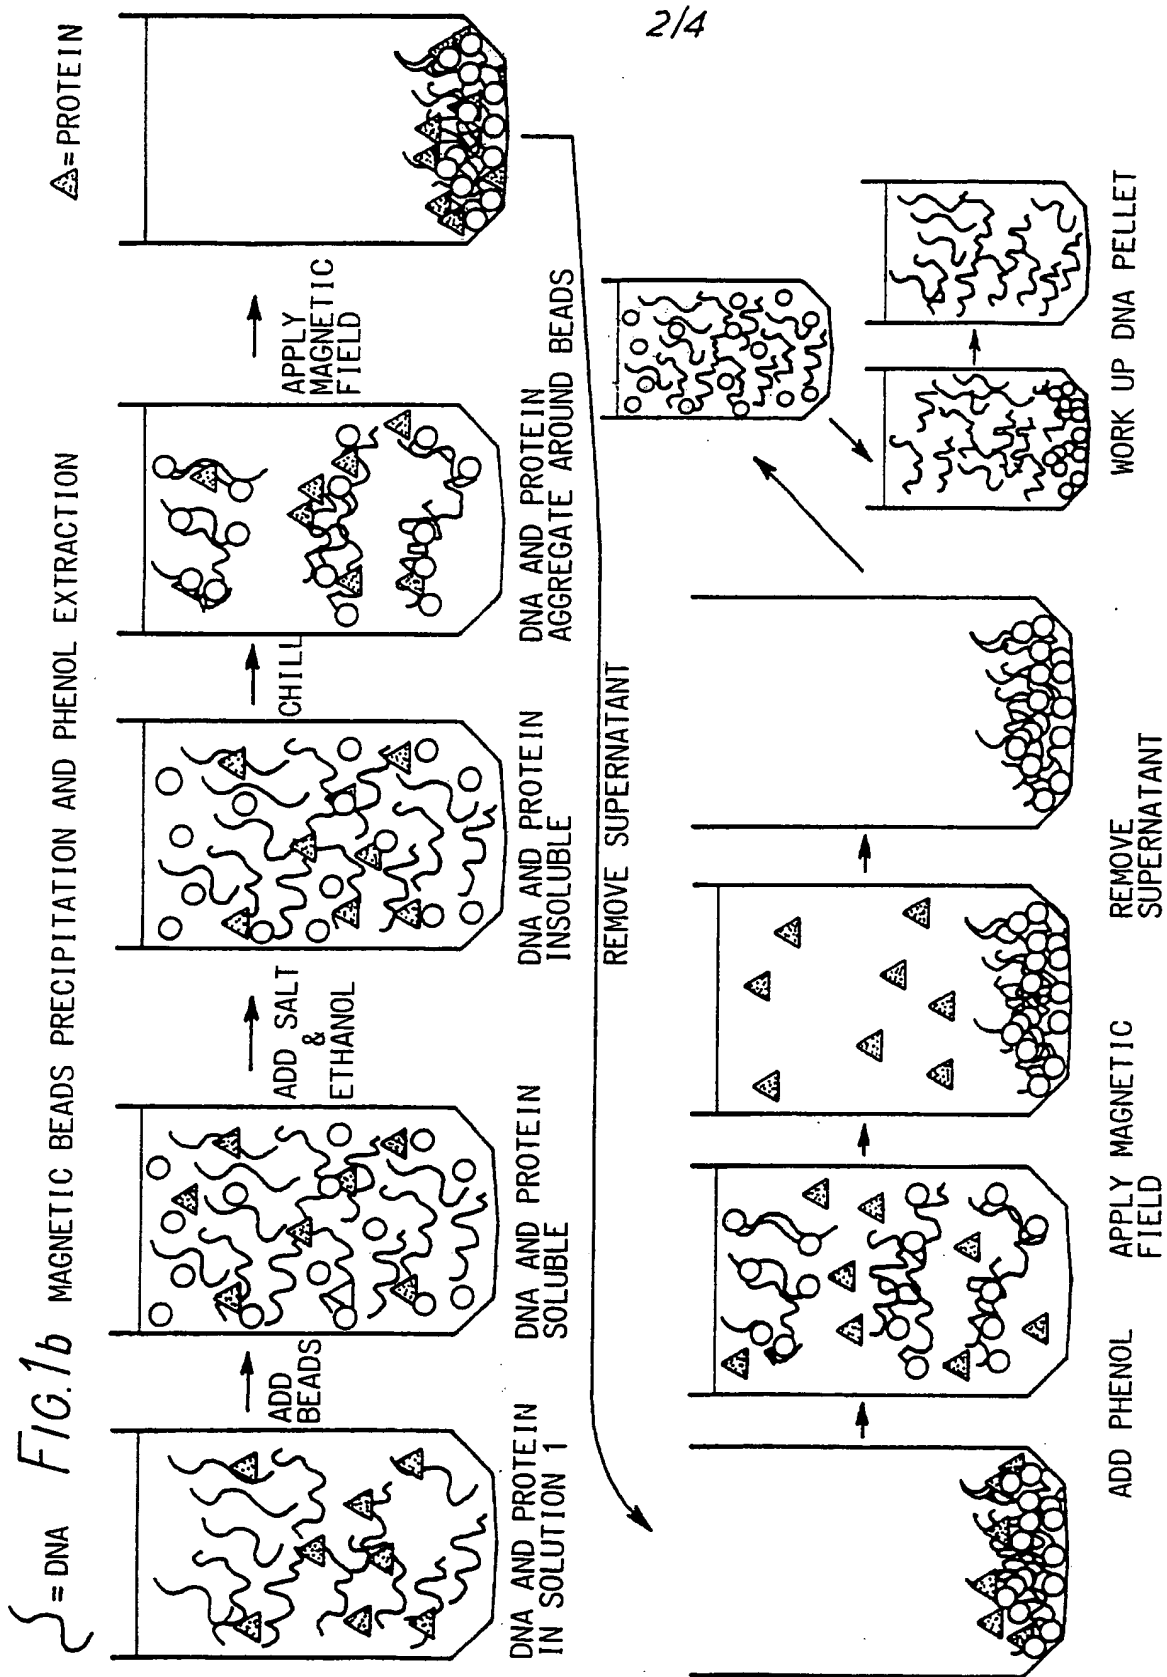 2/4
= DNA
FIG. 1b
MAGNETIC BEADS PRECIPITATION AND PHENOL EXTRACTION
= PROTEIN
ADD
BEADS
ADD SALT
&
ETHANOL
CHILL
APPLY
MAGNETIC
FIELD
DNA AND PROTEIN
IN SOLUTION 1
DNA AND PROTEIN
SOLUBLE
DNA AND PROTEIN
INSOLUBLE
DNA AND PROTEIN
AGGREGATE AROUND BEADS
REMOVE SUPERNATANT
ADD PHENOL
APPLY MAGNETIC
FIELD
REMOVE
SUPERNATANT
WORK UP DNA PELLET